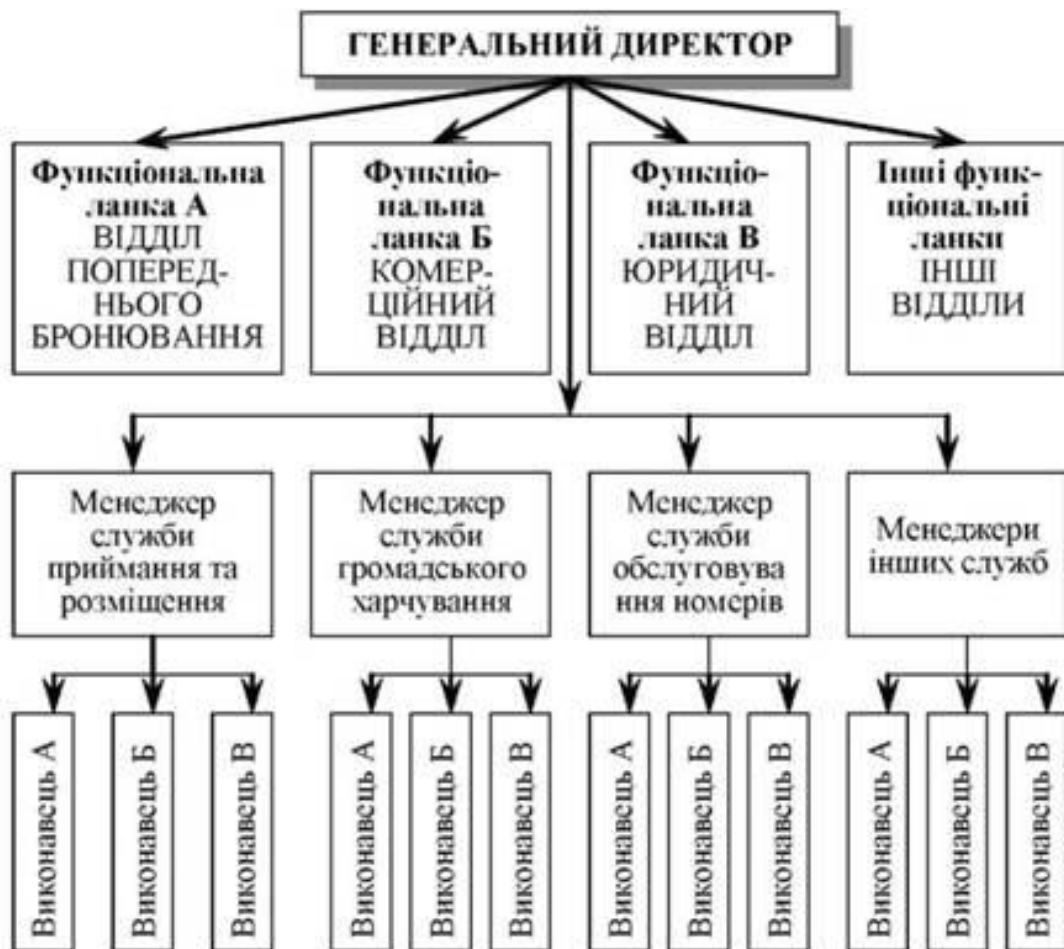 ГЕНЕРАЛЬНИЙ ДИРЕКТОР
Функціональна
ланка А
ВІДДІЛ
ПОПЕРЕД-
НЬОГО
БРОНЮВАННЯ
Функціо-
нальна
ланка Б
КОМЕР-
ЦІЙНИЙ
ВІДДІЛ
Функціо-
нальна
ланка В
ЮРИДИЧ-
НИЙ
ВІДДІЛ
Інші функ-
ціональні
ланки
ІНШІ
ВІДДІЛИ
Менеджер
служби
приймання та
розміщення
Менеджер
служби
громадського
харчування
Менеджер
служби
обслуговува
ння номерів
Менеджери
інших служб
Виконавець А
Виконавець Б
Виконавець В
Виконавець А
Виконавець Б
Виконавець В
Виконавець А
Виконавець Б
Виконавець В
Виконавець А
Виконавець Б
Виконавець В